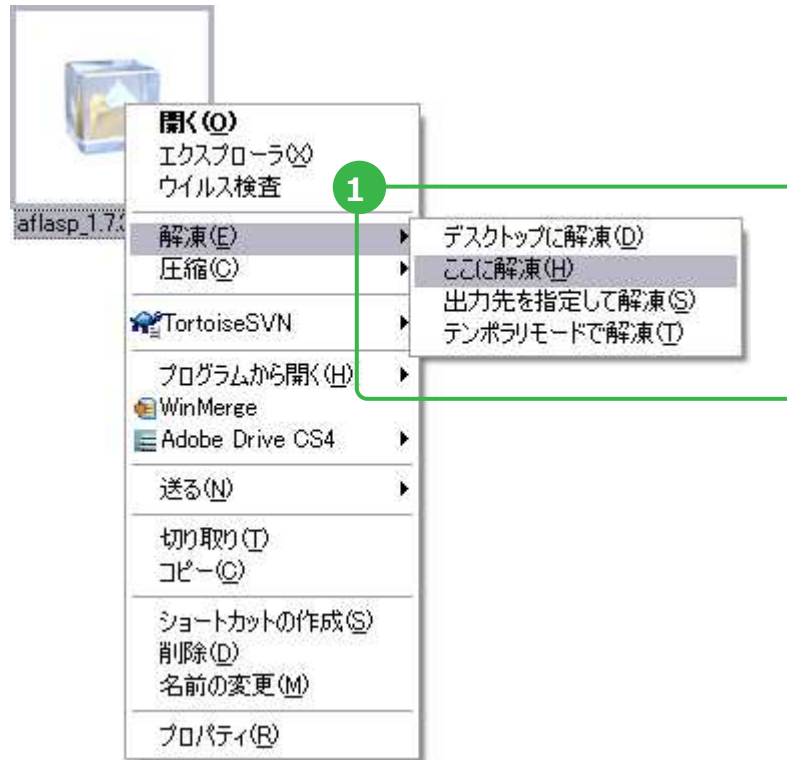 開く(O)
エクスプローラ(X)
ウイルス検査
1
aflasp_1.7.
解凍(E)
圧縮(C)
デスクトップに解凍(D)
ここに解凍(H)
出力先を指定して解凍(S)
テンポラリモードで解凍(T)
TortoiseSVN
プログラムから開く(H)
WinMerge
Adobe Drive CS4
送る(N)
切り取り(T)
コピー(C)
ショートカットの作成(S)
削除(D)
名前の変更(M)
プロパティ(R)